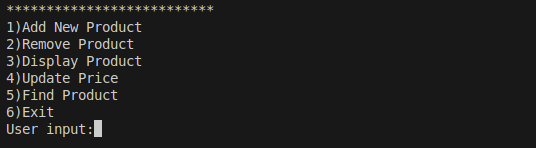 **************************
1)Add New Product
2)Remove Product
3)Display Product
4)Update Price
5)Find Product
6)Exit
User input: